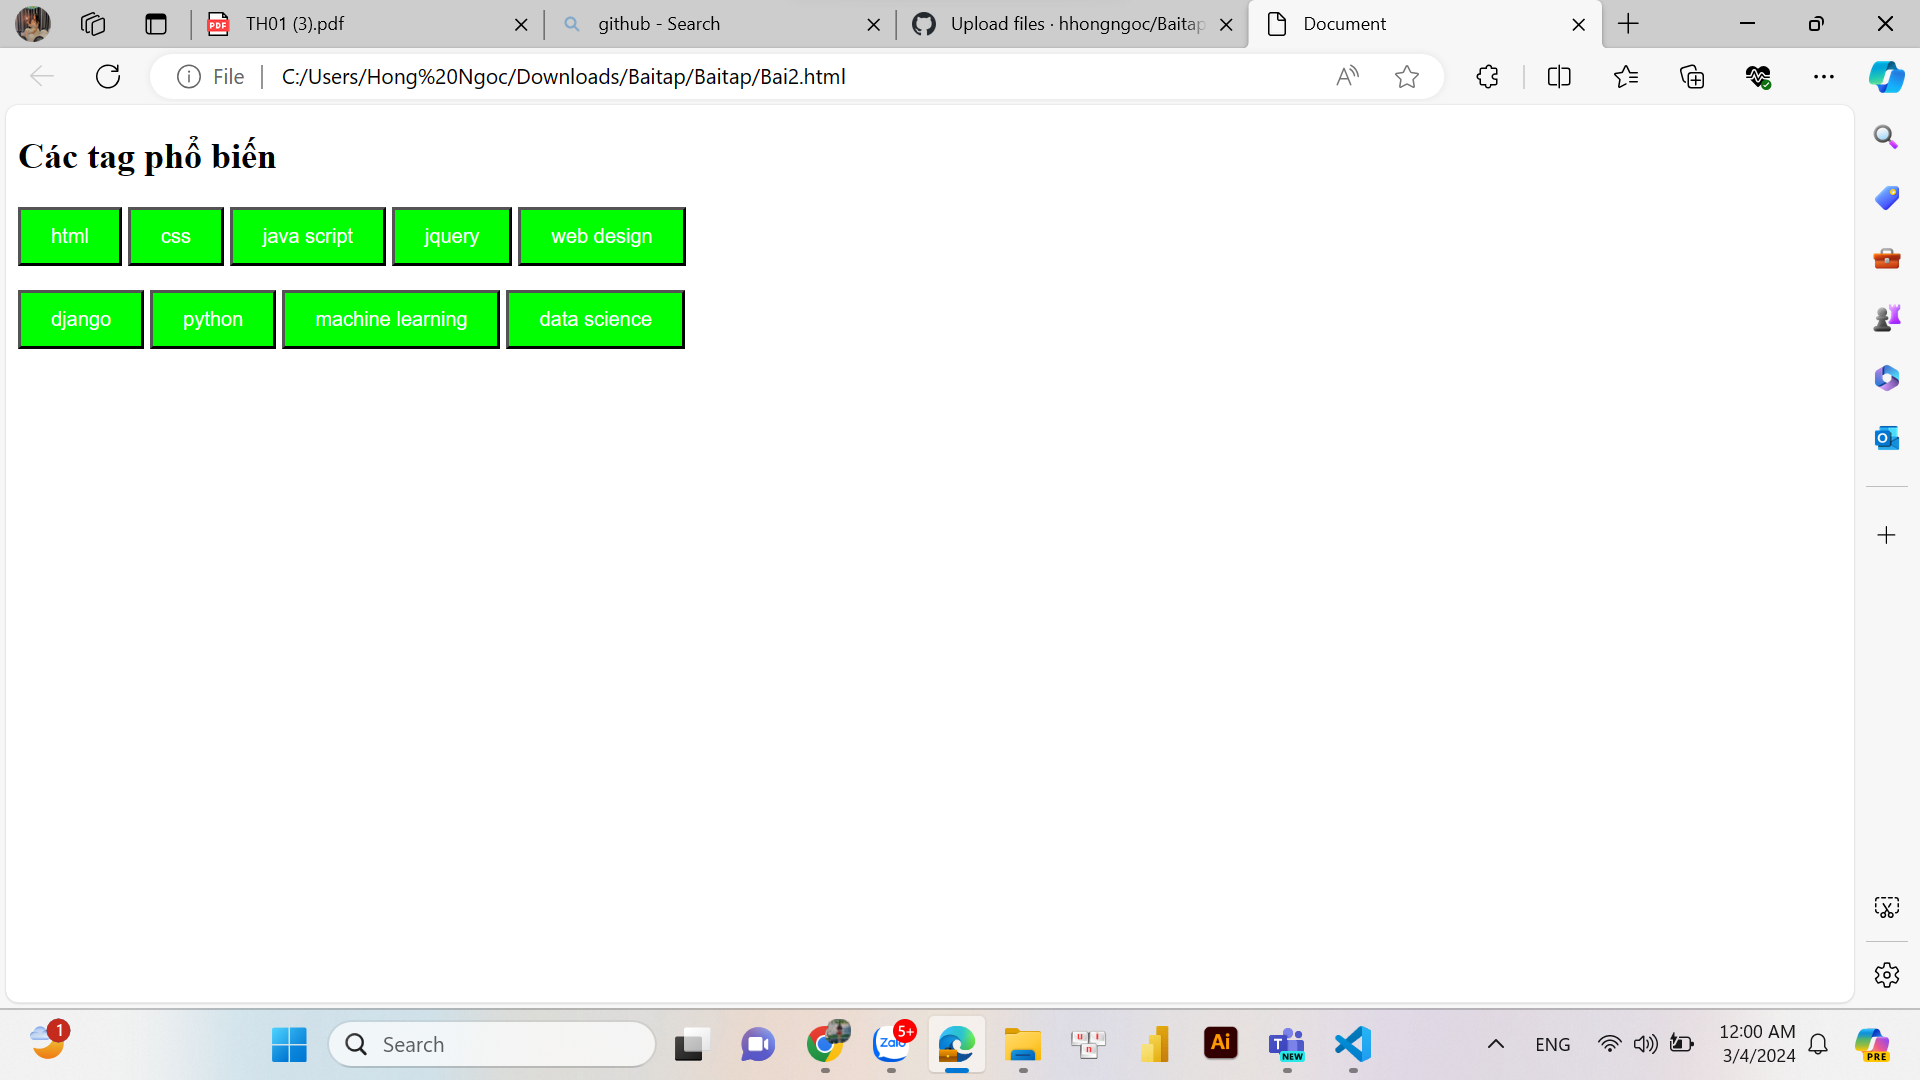 TH01 (3).pdf
github - Search
Upload files · hhongngoc/Baitap
Document
File
C:/Users/Hong%20Ngoc/Downloads/Baitap/Baitap/Bai2.html
Các tag phổ biến
html css java script jquery web design
django python machine learning data science
1
Search
Zalo
5+
Ai
T
NEW
ENG
12:00 AM
3/4/2024
PRE